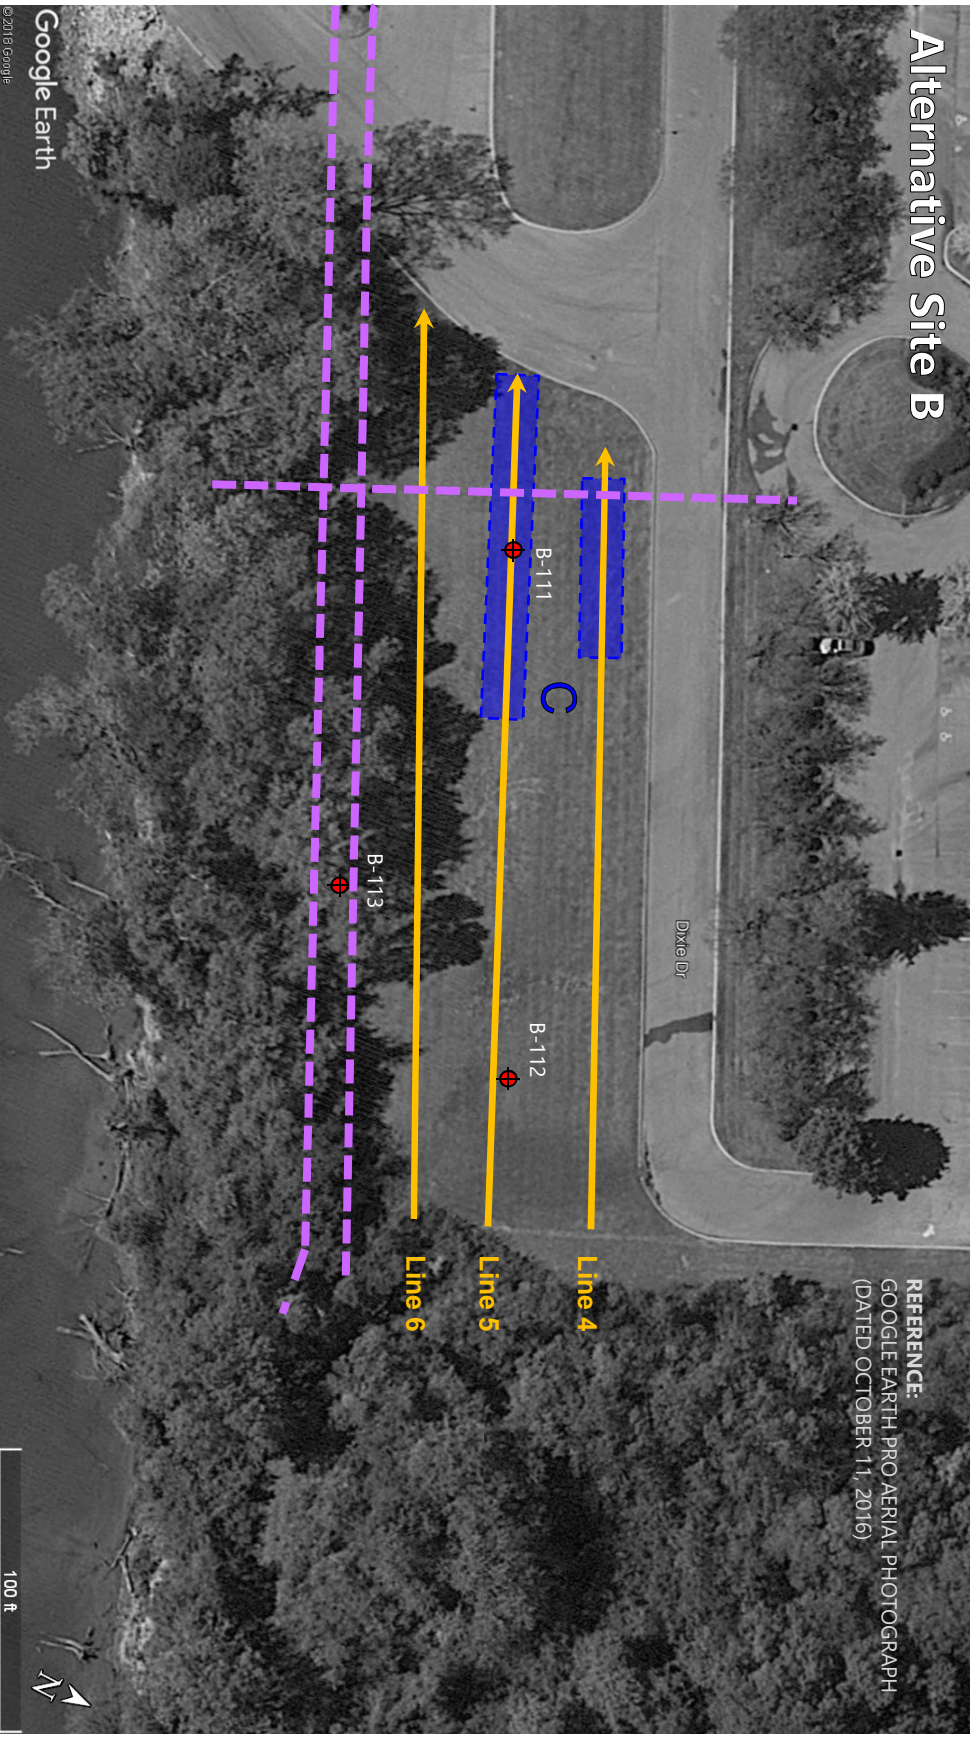 Alternative Site B
REFERENCE:
GOOGLE EARTH PRO AERIAL PHOTOGRAPH
(DATED OCTOBER 11, 2016)
Dixie Dr
Line 4
B-111
C
B-112
Line 5
Line 6
B-113
Google Earth
© 2018 Google
N
100 ft